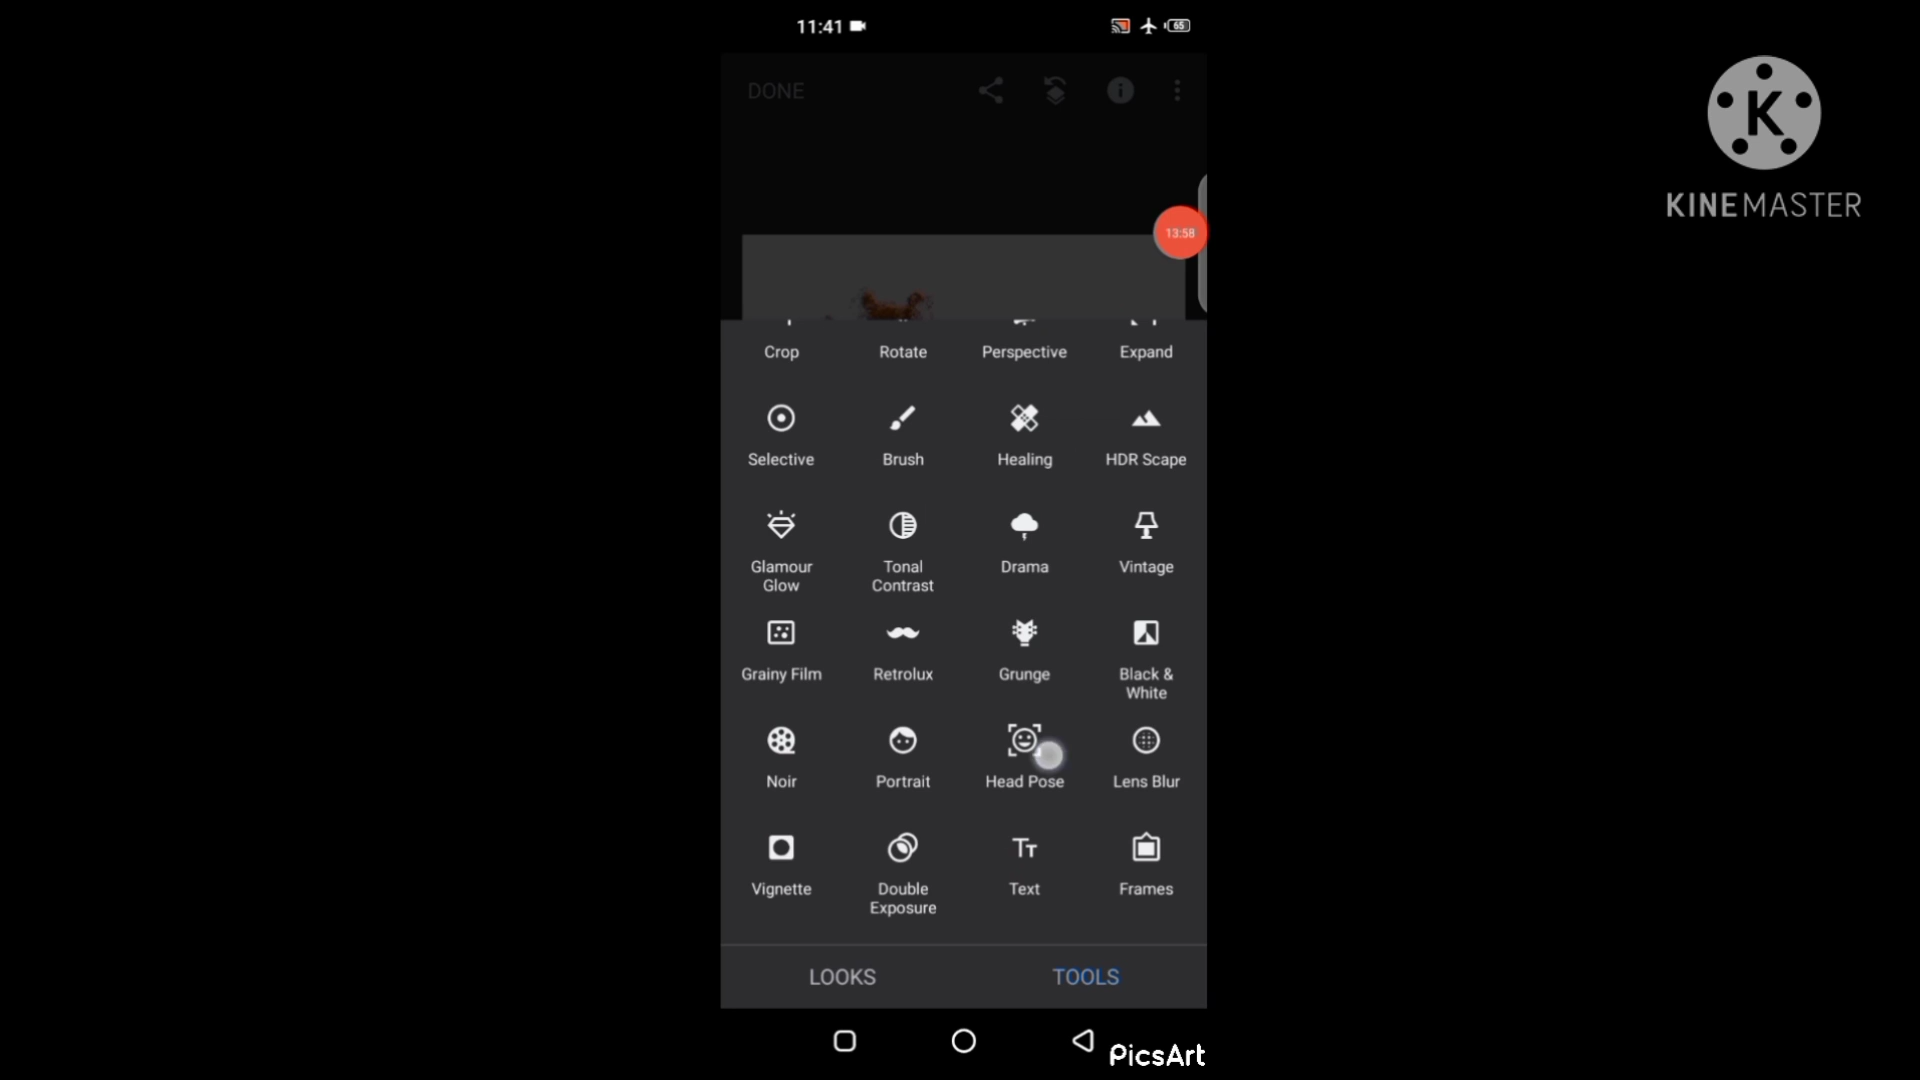 11:41
65
DONE
13:58
Crop Rotate Perspective Expand
Selective Brush Healing HDR Scape
Glamour Glow Tonal Contrast Drama Vintage
Grainy Film Retrolux Grunge Black & White
Noir Portrait Head Pose Lens Blur
Vignette Double Exposure Text Frames
LOOKS TOOLS
PicsArt
K
KINEMASTER